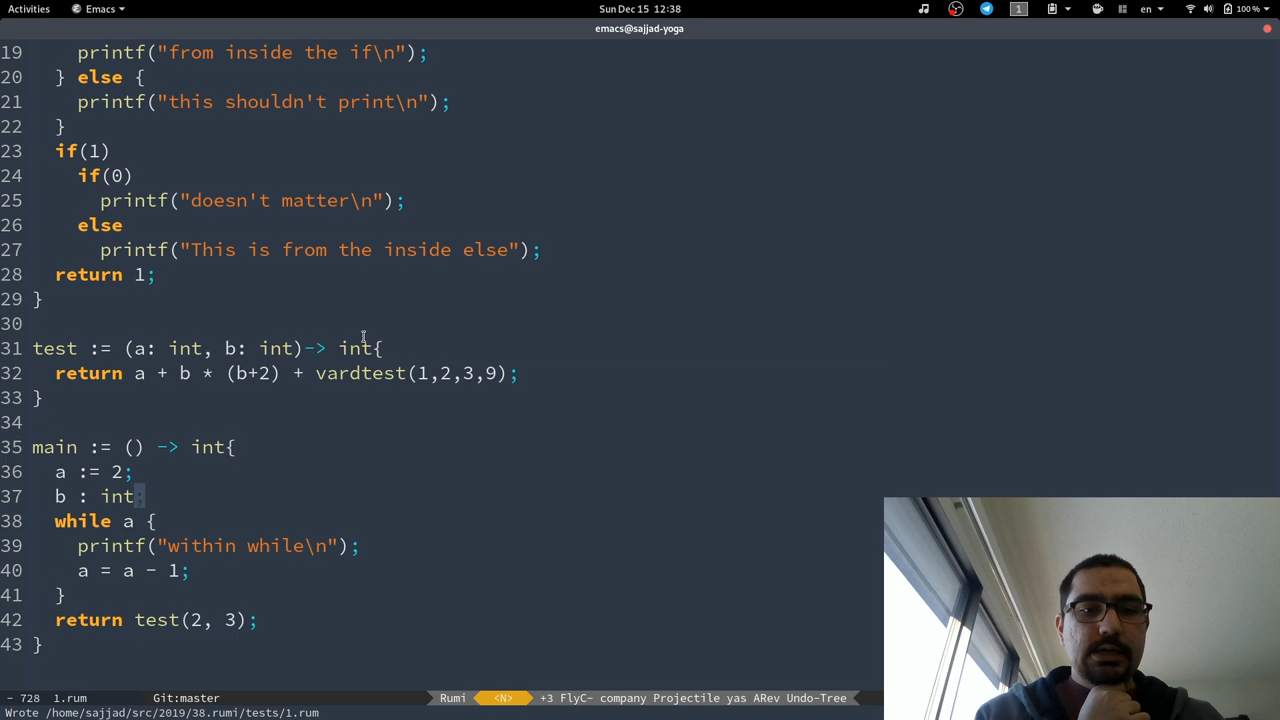 Activities Emacs Sun Dec 15 12:38 1 en 100 %
emacs@sajjad-yoga
19 printf("from inside the if\n");
20 } else {
21 printf("this shouldn't print\n");
22 }
23 if(1)
24 if(0)
25 printf("doesn't matter\n");
26 else
27 printf("This is from the inside else");
28 return 1;
29 }
30
31 test := (a: int, b: int)-> int{
32 return a + b * (b+2) + vardtest(1,2,3,9);
33 }
34
35 main := () -> int{
36 a := 2;
37 b : int;
38 while a {
39 printf("within while\n");
40 a = a - 1;
41 }
42 return test(2, 3);
43 }
- 728 1.rum Git:master Rumi <N> +3 FlyC- company Projectile yas ARev Undo-Tree
Wrote /home/sajjad/src/2019/38.rumi/tests/1.rum